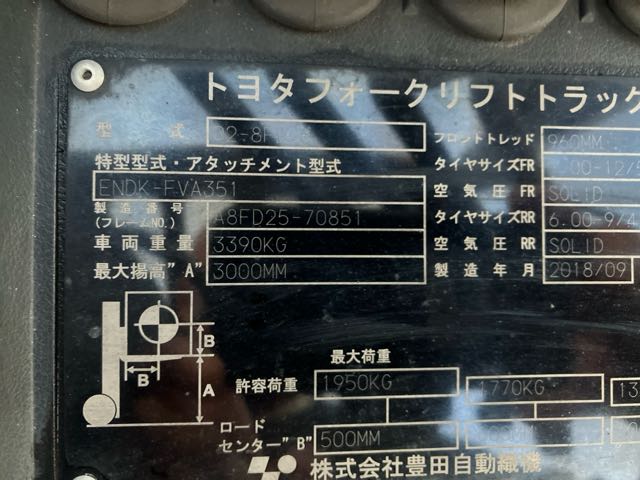 トヨタフォークリフトトラック
型 式
フロントトレッド 960MM
特型型式・アタッチメント型式 タイヤサイズFR
ENDK-FVA351 空気圧 FR SOLID
製造番号 (フレームNO.) A8FD25-70851 タイヤサイズRR 6.00-9/4
車両重量 3390KG 空気圧 RR SOLID
最大揚高"A" 3000MM 製造年月 2018/09
B
B
A
最大荷重
許容荷重 1950KG 1770KG
ロード
センター"B" 500MM
株式会社豊田自動織機